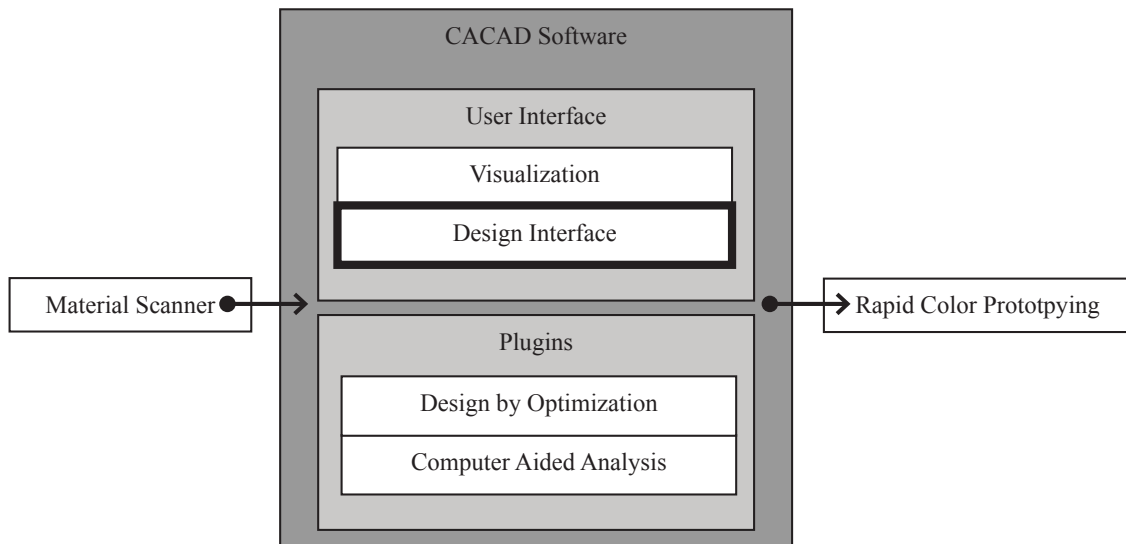 CACAD Software
User Interface
Visualization
Design Interface
Material Scanner
Rapid Color Prototpying
Plugins
Design by Optimization
Computer Aided Analysis